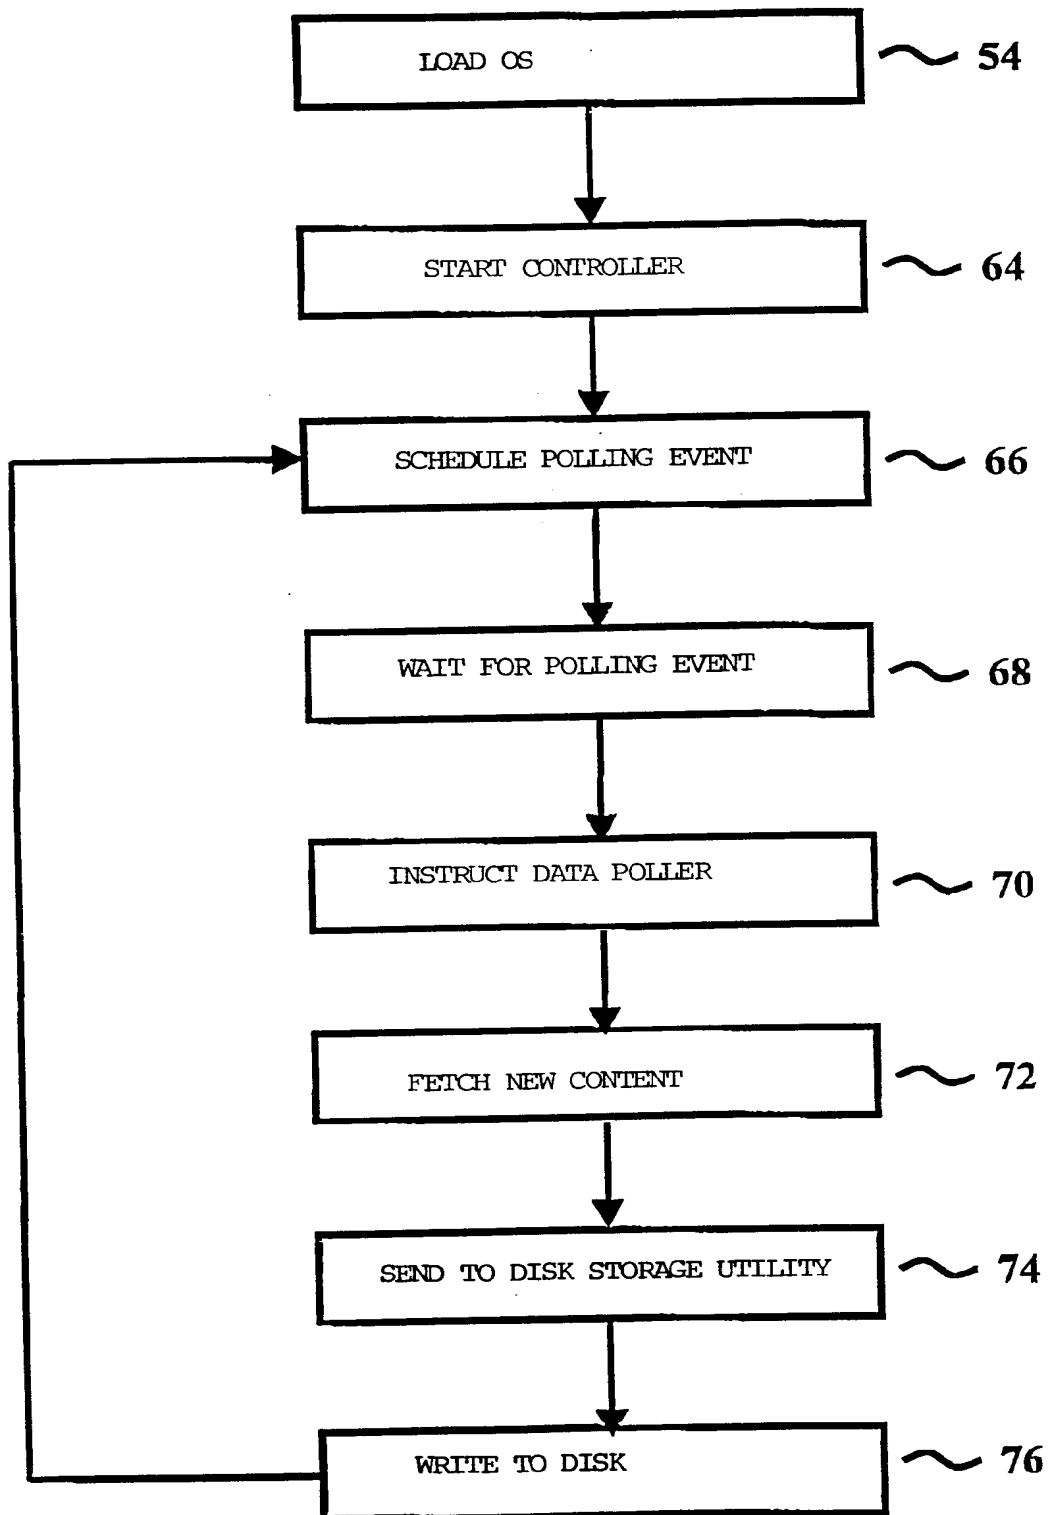 LOAD OS 54
START CONTROLLER 64
SCHEDULE POLLING EVENT 66
WAIT FOR POLLING EVENT 68
INSTRUCT DATA POLLER 70
FETCH NEW CONTENT 72
SEND TO DISK STORAGE UTILITY 74
WRITE TO DISK 76